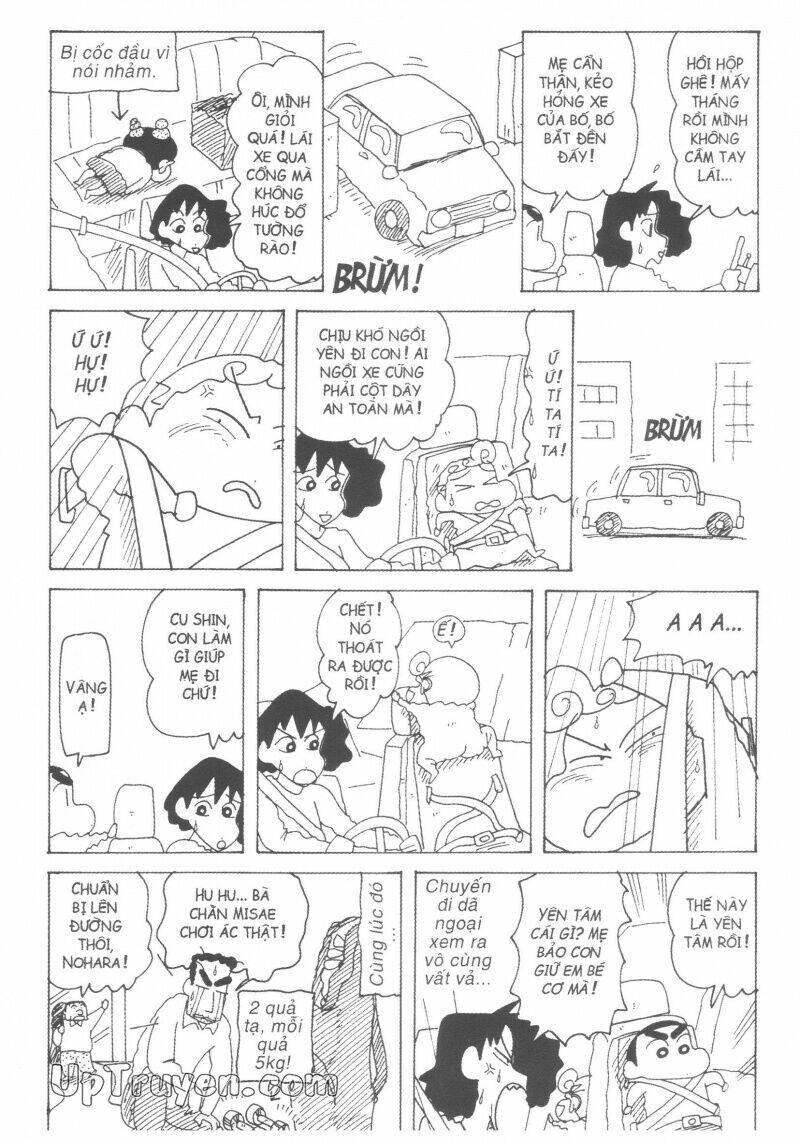 HỒI HỘP
GHÊ! MẤY
THÁNG
RỒI MÌNH
KHÔNG
CẦM TAY
LÁI...
MẸ CẨN
THẬN, KẺO
HỎNG XE
CỦA BỐ, BỐ
BẮT ĐỀN
ĐẤY!
BRỪM!
ÔI, MÌNH
GIỎI
QUÁ! LÁI
XE QUA
CỔNG MÀ
KHÔNG
HÚC ĐỔ
TƯỜNG
RÀO!
Bị cốc đầu vì
nói nhảm.
BRỪM
Ứ
Ứ!
TÍ
TA
TÍ
TA!
CHỊU KHÓ NGỒI
YÊN ĐI CON! AI
NGỒI XE CŨNG
PHẢI CỘT DÂY
AN TOÀN MÀ!
Ứ Ứ!
HỰ!
HỰ!
A A A...
Ế!
CHẾT!
NÓ
THOÁT
RA ĐƯỢC
RỒI!
CU SHIN,
CON LÀM
GÌ GIÚP
MẸ ĐI
CHỨ!
VÂNG
Ạ!
THẾ NÀY
LÀ YÊN
TÂM RỒI!
YÊN TÂM
CÁI GÌ? MẸ
BẢO CON
GIỮ EM BÉ
CƠ MÀ!
Chuyến
đi dã
ngoại
xem ra
vô cùng
vất vả...
Cùng lúc đó
...
HU HU... BÀ
CHẰN MISAE
CHƠI ÁC THẬT!
2 quả
tạ, mỗi
quả
5kg!
CHUẨN
BỊ LÊN
ĐƯỜNG
THÔI,
NOHARA!
UpTruyen.com